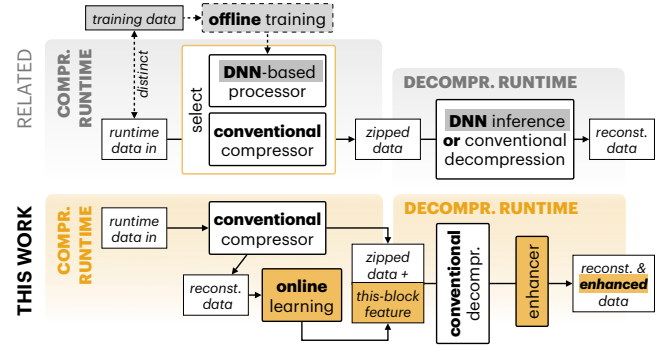 training data
offline training
RELATED
COMPR.
RUNTIME
distinct
select
DNN-based
processor
conventional
compressor
runtime
data in
zipped
data
DECOMPR. RUNTIME
DNN inference
or conventional
decompression
reconst.
data
THIS WORK
COMPR.
RUNTIME
runtime
data in
conventional
compressor
reconst.
data
online
learning
zipped
data +
this-block
feature
DECOMPR. RUNTIME
conventional
decompr.
enhancer
reconst. &
enhanced
data